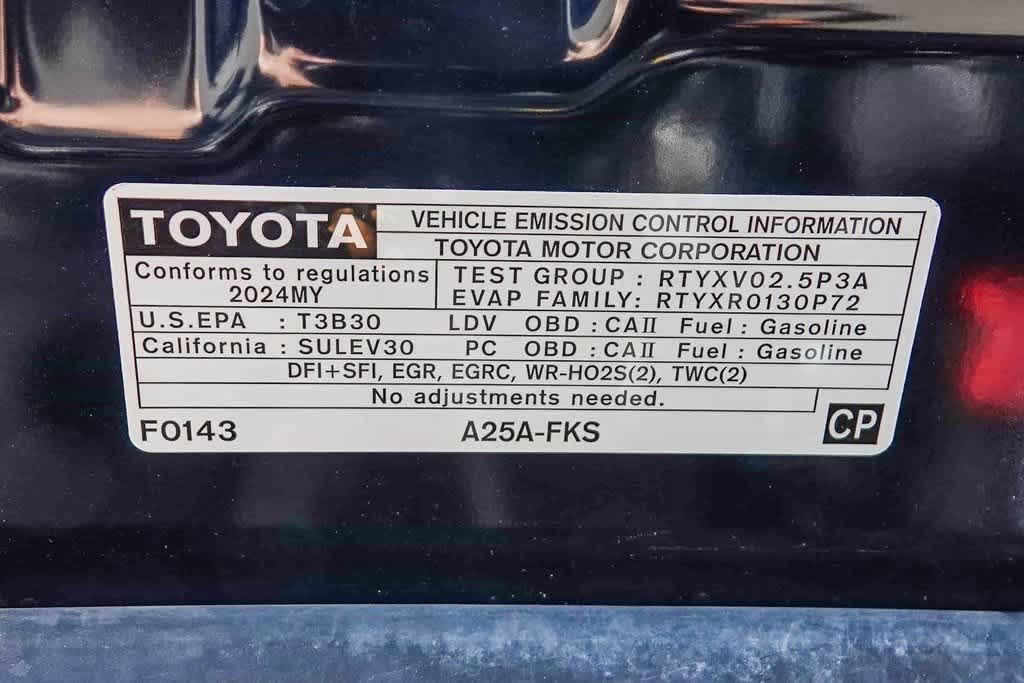 TOYOTA VEHICLE EMISSION CONTROL INFORMATION
TOYOTA MOTOR CORPORATION
Conforms to regulations
2024MY
TEST GROUP : RTYXV02.5P3A
EVAP FAMILY: RTYXR0130P72
U.S.EPA : T3B30 LDV OBD : CAII Fuel : Gasoline
California : SULEV30 PC OBD : CAII Fuel : Gasoline
DFI+SFI, EGR, EGRC, WR-HO2S(2), TWC(2)
No adjustments needed.
F0143 A25A-FKS CP